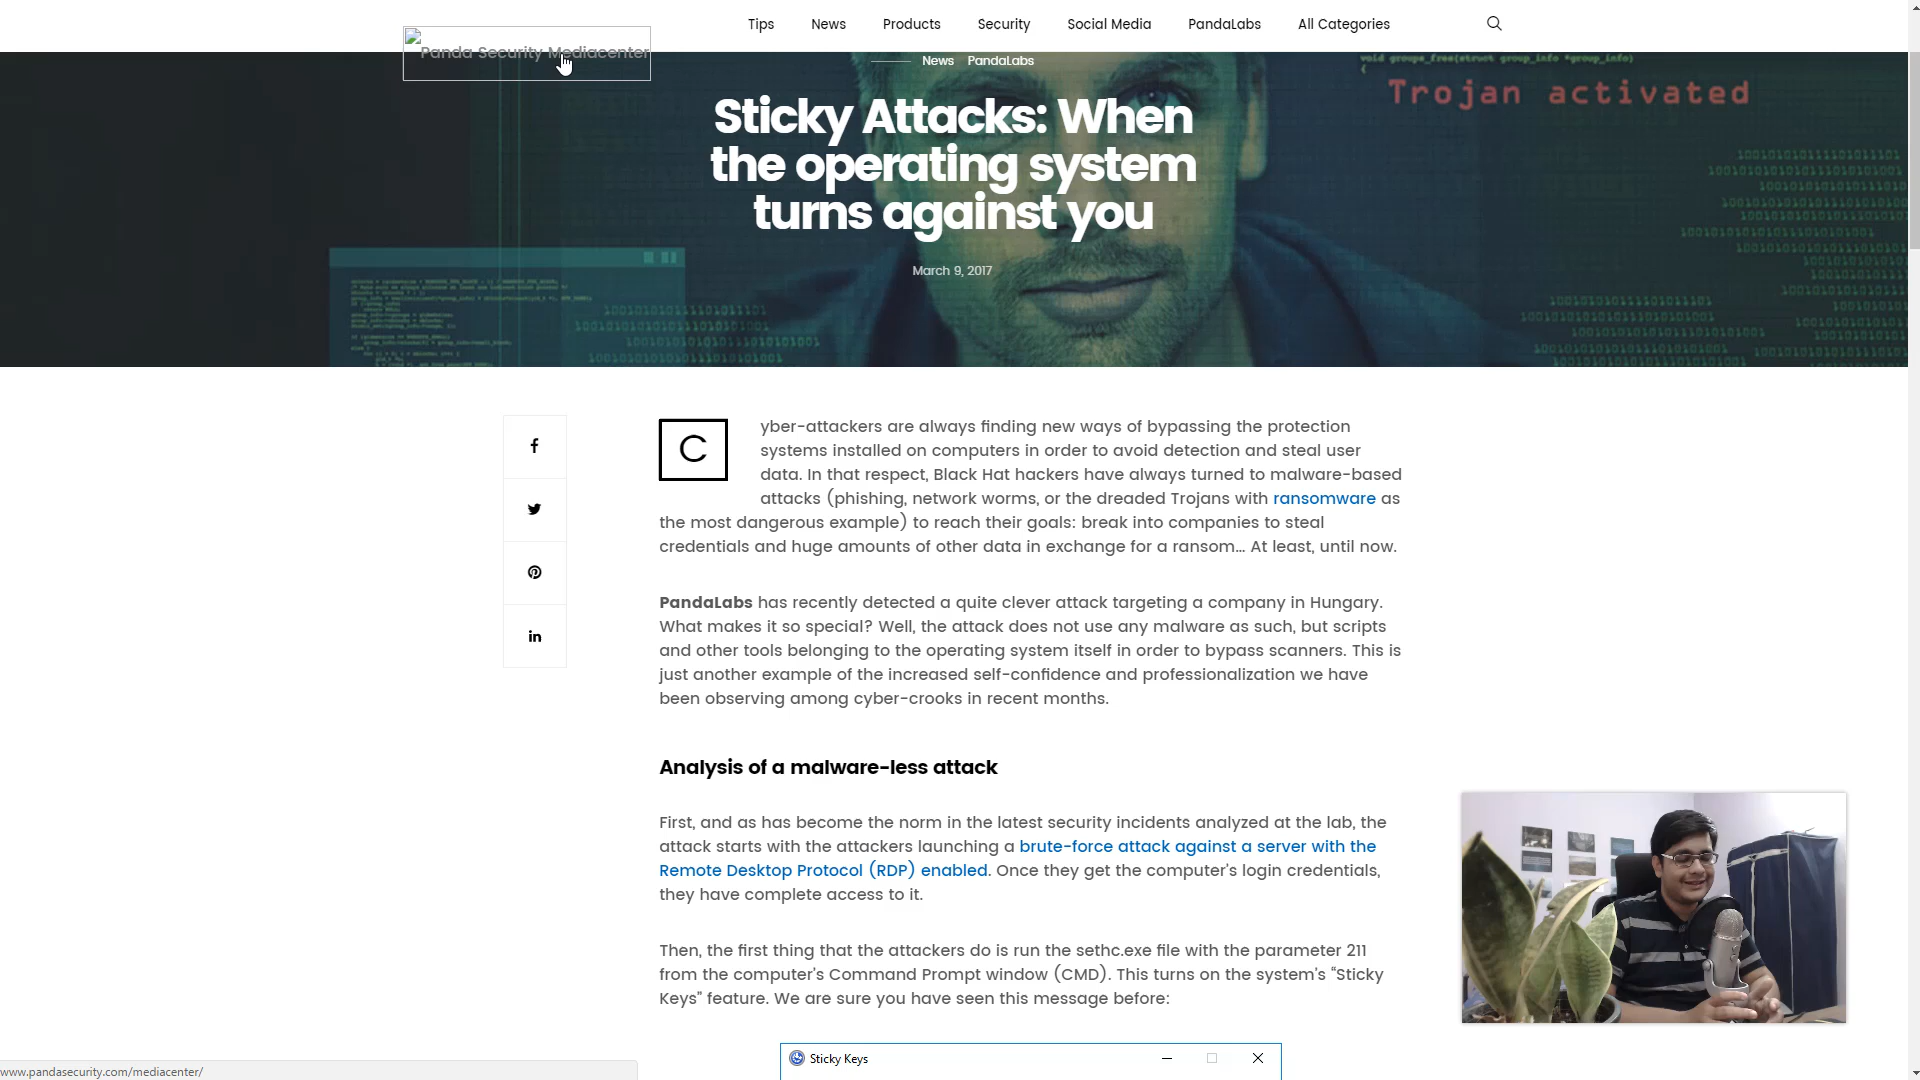 Tips News Products Security Social Media PandaLabs All Categories
Panda Security Mediacenter
News PandaLabs
void groups_free(struct group_info *group_info)
{
Trojan activated
Sticky Attacks: When
the operating system
turns against you
March 9, 2017
C
yber-attackers are always finding new ways of bypassing the protection
systems installed on computers in order to avoid detection and steal user
data. In that respect, Black Hat hackers have always turned to malware-based
attacks (phishing, network worms, or the dreaded Trojans with ransomware as
the most dangerous example) to reach their goals: break into companies to steal
credentials and huge amounts of other data in exchange for a ransom… At least, until now.
PandaLabs has recently detected a quite clever attack targeting a company in Hungary.
What makes it so special? Well, the attack does not use any malware as such, but scripts
and other tools belonging to the operating system itself in order to bypass scanners. This is
just another example of the increased self-confidence and professionalization we have
been observing among cyber-crooks in recent months.
Analysis of a malware-less attack
First, and as has become the norm in the latest security incidents analyzed at the lab, the
attack starts with the attackers launching a brute-force attack against a server with the
Remote Desktop Protocol (RDP) enabled. Once they get the computer's login credentials,
they have complete access to it.
Then, the first thing that the attackers do is run the sethc.exe file with the parameter 211
from the computer's Command Prompt window (CMD). This turns on the system's "Sticky
Keys" feature. We are sure you have seen this message before:
Sticky Keys
www.pandasecurity.com/mediacenter/